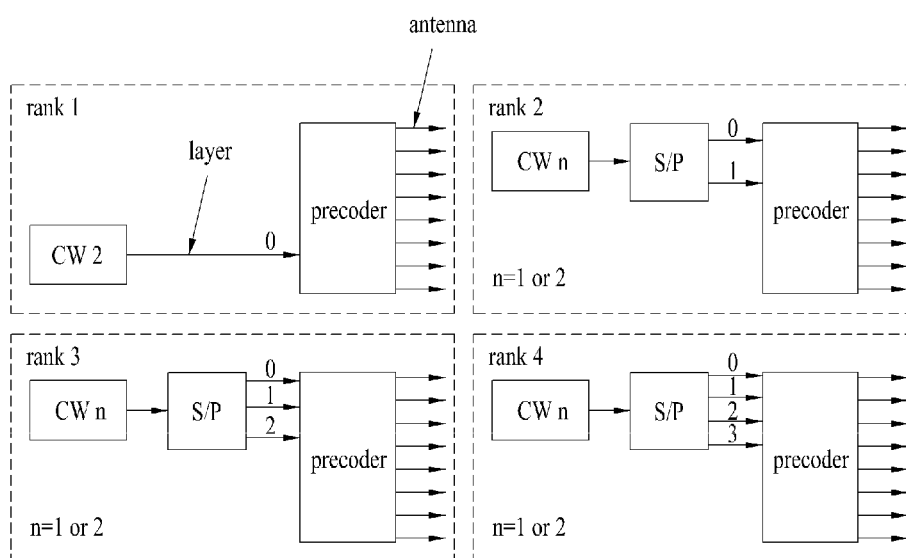 antenna
rank 1
layer
CW 2
0
precoder
rank 2
CW n
S/P
0
1
precoder
n=1 or 2
rank 3
CW n
S/P
0
1
2
precoder
n=1 or 2
rank 4
CW n
S/P
0
1
2
3
precoder
n=1 or 2